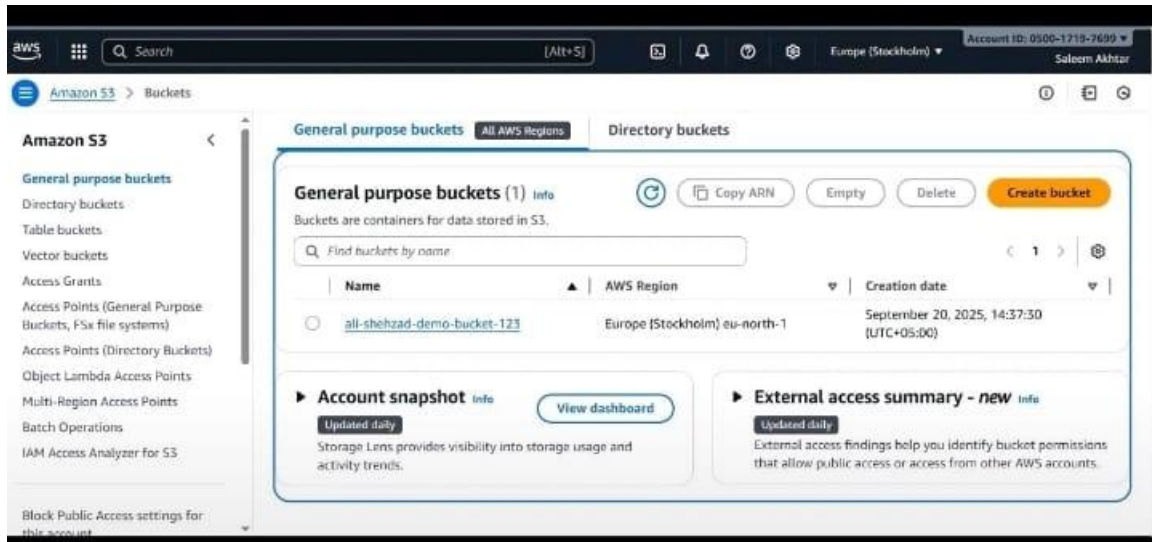 aws
Search
[Alt+S]
Europe (Stockholm)
Account ID: 0500-1719-7699
Saleem Akhtar
Amazon S3 > Buckets
Amazon S3
General purpose buckets
Directory buckets
Table buckets
Vector buckets
Access Grants
Access Points (General Purpose
Buckets, FSx file systems)
Access Points (Directory Buckets)
Object Lambda Access Points
Multi-Region Access Points
Batch Operations
IAM Access Analyzer for S3
Block Public Access settings for
this account
General purpose buckets All AWS Regions
Directory buckets
General purpose buckets (1) Info
Buckets are containers for data stored in S3.
Copy ARN
Empty
Delete
Create bucket
Find buckets by name
1
Name
AWS Region
Creation date
ali-shehzad-demo-bucket-123
Europe (Stockholm) eu-north-1
September 20, 2025, 14:37:30
(UTC+05:00)
Account snapshot Info
Updated daily
View dashboard
Storage Lens provides visibility into storage usage and
activity trends.
External access summary - new Info
Updated daily
External access findings help you identify bucket permissions
that allow public access or access from other AWS accounts.